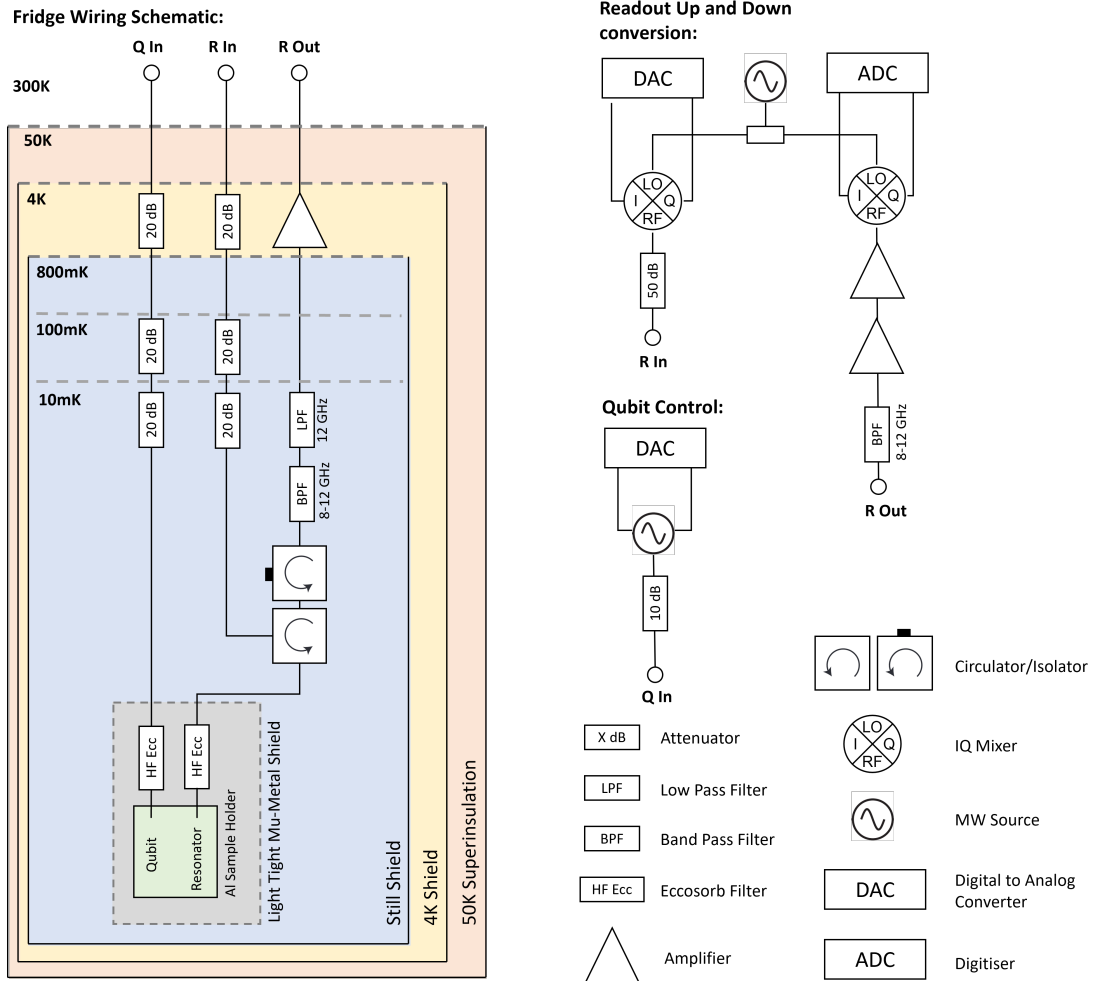 Fridge Wiring Schematic:
Q In
R In
R Out
300K
50K
4K
20 dB
20 dB
800mK
100mK
20 dB
20 dB
10mK
20 dB
20 dB
LPF
12 GHz
BPF
8-12 GHz
HF Ecc
HF Ecc
Qubit
Resonator
Al Sample Holder
Light Tight Mu-Metal Shield
Still Shield
4K Shield
50K Superinsulation
Readout Up and Down
conversion:
DAC
ADC
LO
I
Q
RF
LO
I
Q
RF
50 dB
R In
BPF
8-12 GHz
R Out
Qubit Control:
DAC
10 dB
Q In
X dB
Attenuator
LPF
Low Pass Filter
BPF
Band Pass Filter
HF Ecc
Eccosorb Filter
Amplifier
Circulator/Isolator
LO
I
Q
RF
IQ Mixer
MW Source
DAC
Digital to Analog
Converter
ADC
Digitiser